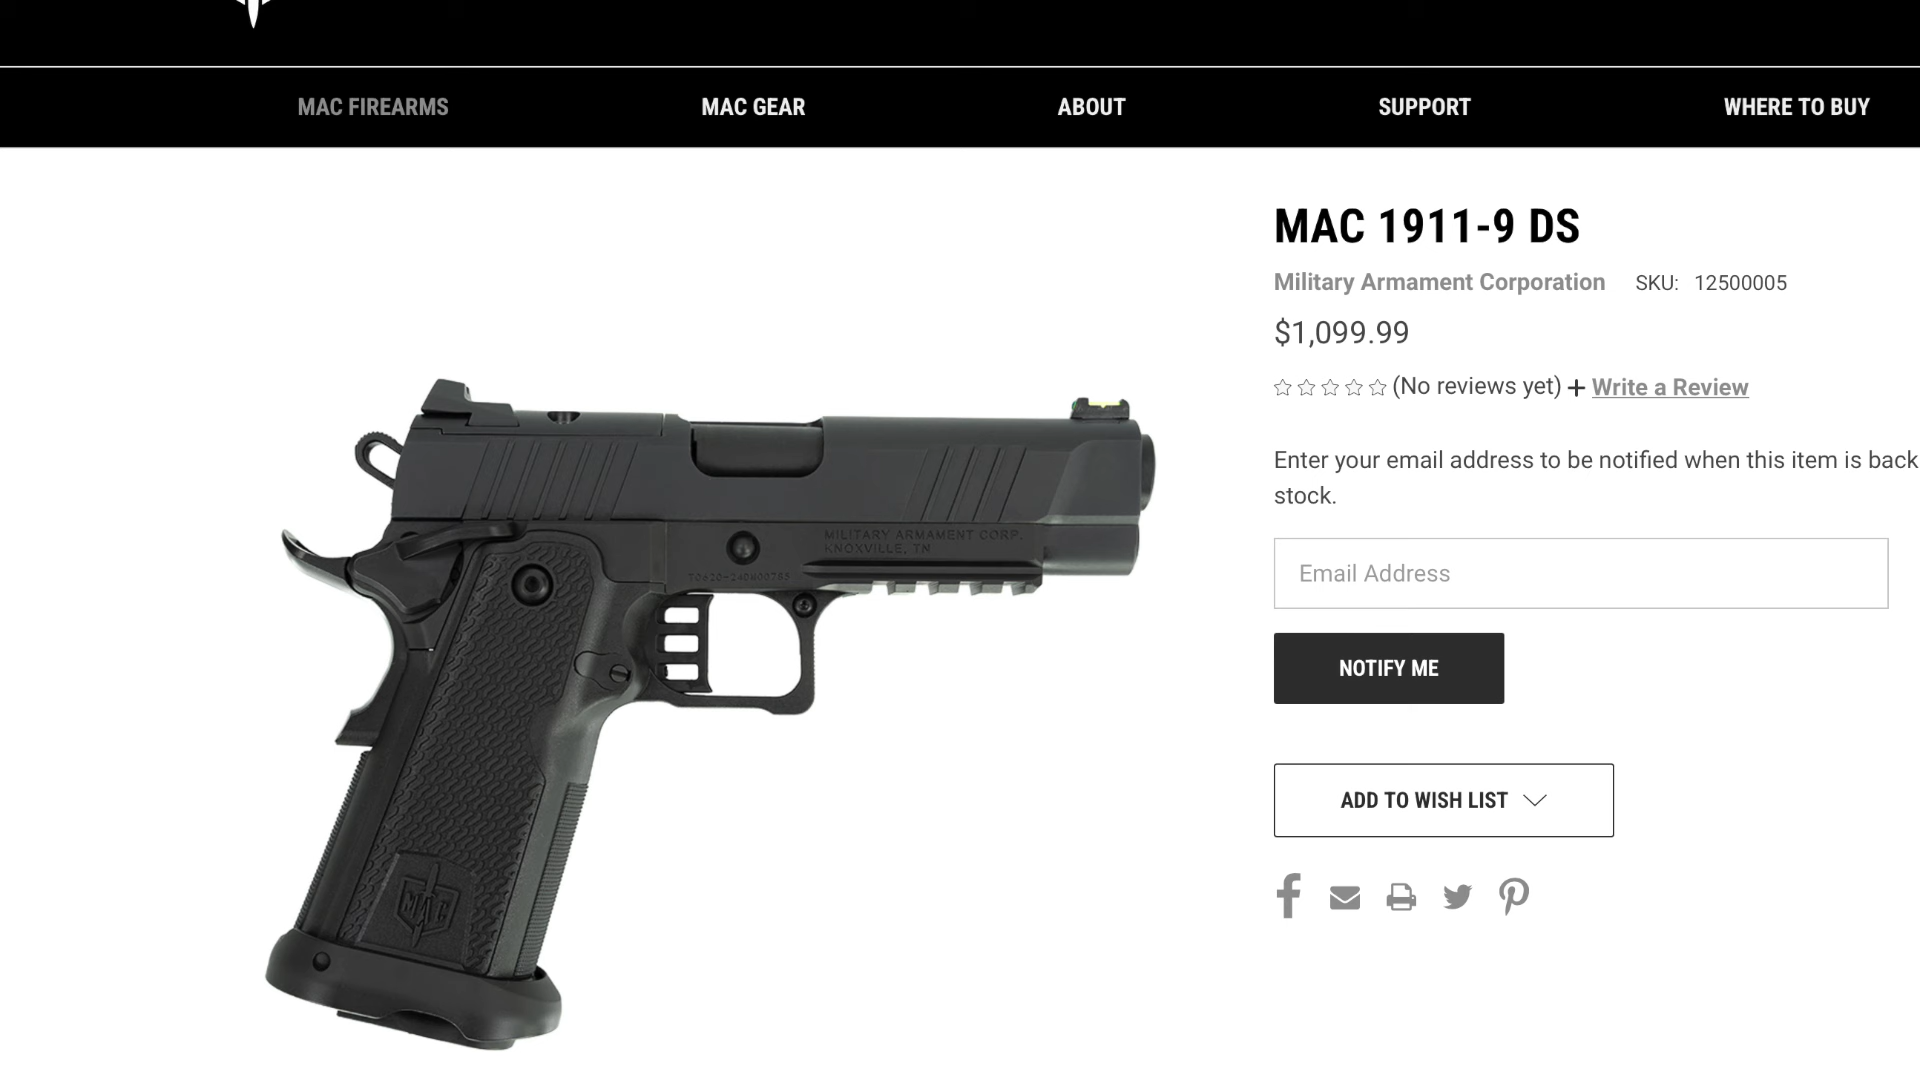 MAC FIREARMS
MAC GEAR
ABOUT
SUPPORT
WHERE TO BUY
MAC 1911-9 DS
Military Armament Corporation SKU: 12500005
$1,099.99
(No reviews yet) + Write a Review
Enter your email address to be notified when this item is back
stock.
Email Address
NOTIFY ME
ADD TO WISH LIST
MILITARY ARMAMENT CORP.
KNOXVILLE, TN
T0620-24DM00765
MAC